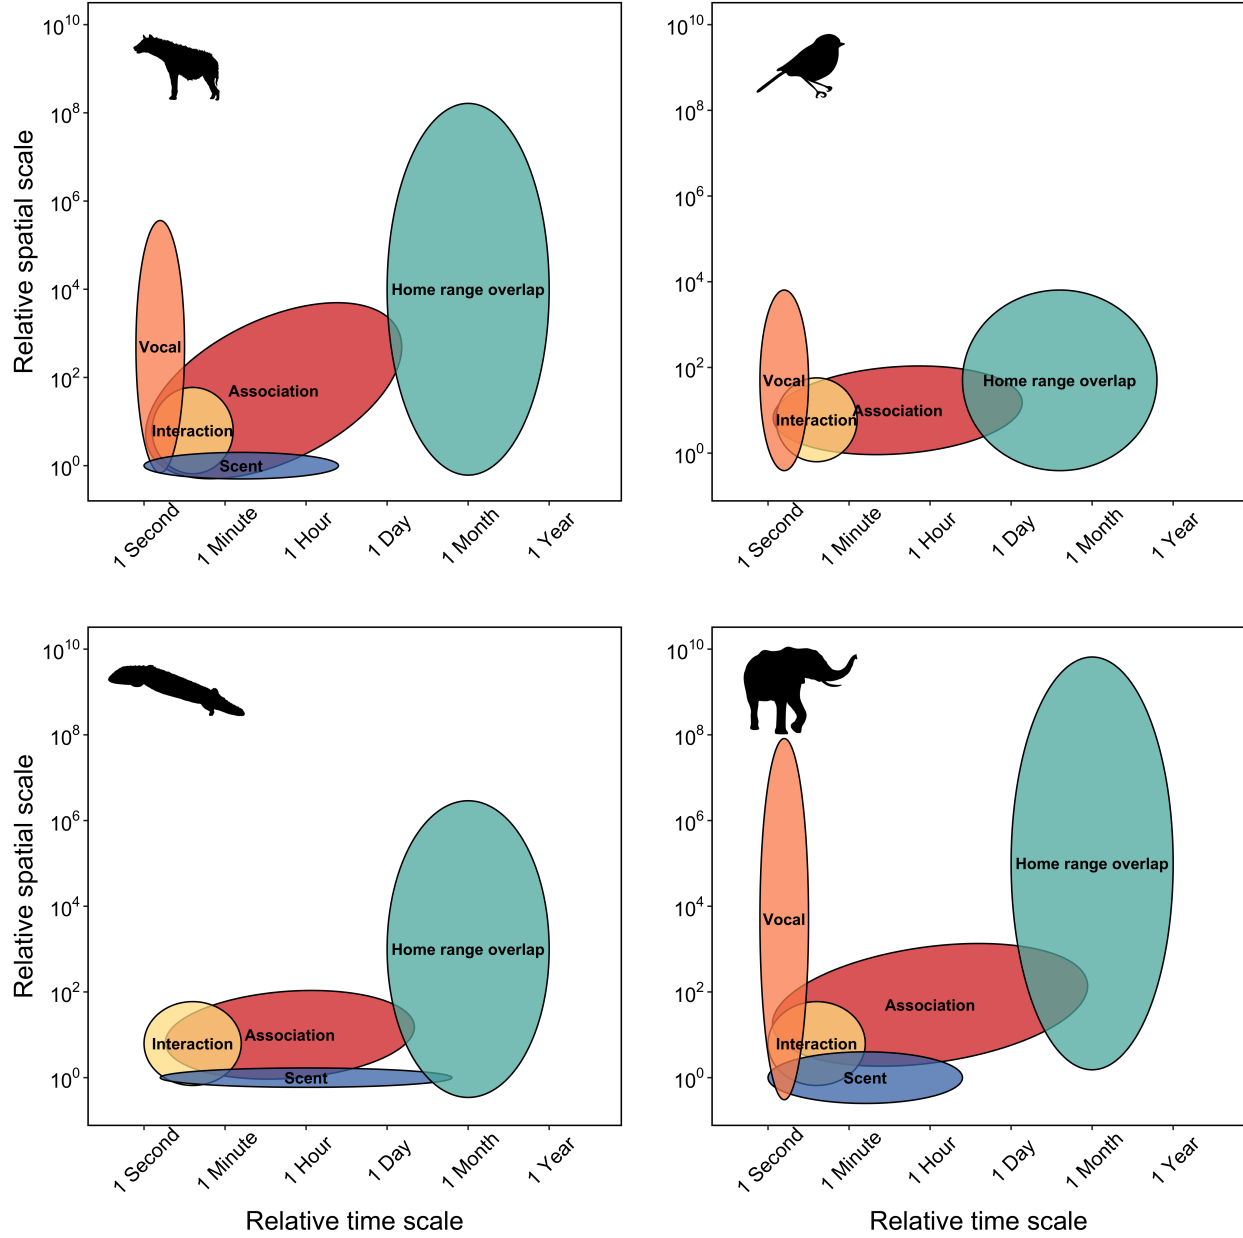 Relative spatial scale
10^10
10^8
10^6
10^4
10^2
10^0
Vocal
Home range overlap
Association
Interaction
Scent
1 Second
1 Minute
1 Hour
1 Day
1 Month
1 Year
10^10
10^8
10^6
10^4
10^2
10^0
Vocal
Home range overlap
Association
Interaction
1 Second
1 Minute
1 Hour
1 Day
1 Month
1 Year
Relative spatial scale
10^10
10^8
10^6
10^4
10^2
10^0
Home range overlap
Association
Interaction
Scent
1 Second
1 Minute
1 Hour
1 Day
1 Month
1 Year
Relative time scale
10^10
10^8
10^6
10^4
10^2
10^0
Home range overlap
Vocal
Association
Interaction
Scent
1 Second
1 Minute
1 Hour
1 Day
1 Month
1 Year
Relative time scale